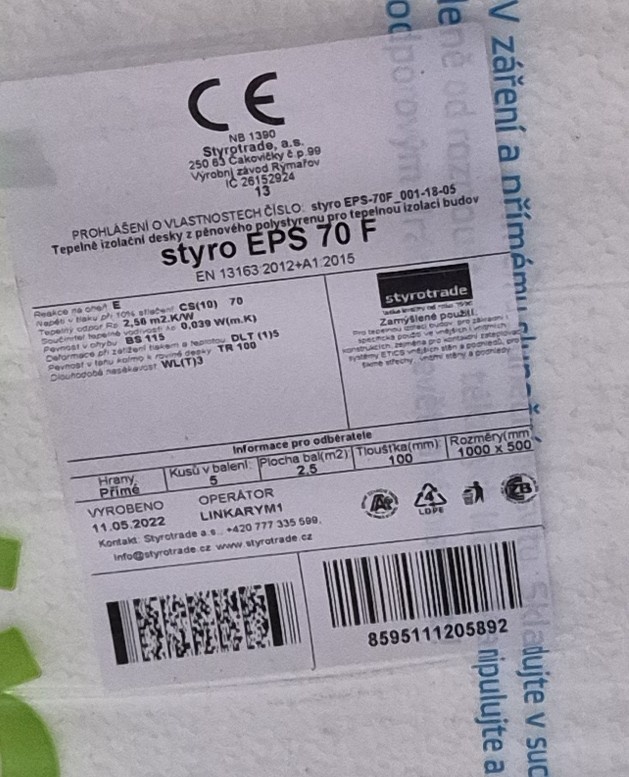 CE
NB 1390
Styrotrade, a.s.
250 63 Čakovičky č.p.99
Výrobní závod Rýmařov
IČ 26152924
13
PROHLÁŠENÍ O VLASTNOSTECH ČÍSLO: styro EPS-70F_001-18-05
Tepelně izolační desky z pěnového polystyrenu pro tepelnou izolaci budov
styro EPS 70 F
EN 13163:2012+A1:2015
Reakce na oheň E
Napětí v tlaku při 10% stlačení CS(10) 70
Tepelný odpor Rp 2,56 m2.K/W
Součinitel tepelné vodivosti 0,039 W(m.K)
Pevnost v ohybu BS 115
Deformace při zatížení tlakem a teplotou DLT (1)5
Pevnost v tahu kolmo k rovině desky TR 100
Dlouhodobá nasákavost WL(T)3
styrotrade
Zamýšlené použití:
Informace pro odběratele
Hrany: Kusů v balení: Plocha bal(m2): Tloušťka(mm): Rozměry(mm
Přímé 5 2.5 100 1000 x 500
VYROBENO OPERÁTOR
11.05.2022 LINKARYM1
Kontakt: Styrotrade a.s., +420 777 335 599,
info@styrotrade.cz www.styrotrade.cz
4
LDPE
8595111205892
V záření a přímému
Skladujte v suc
nipulujte a